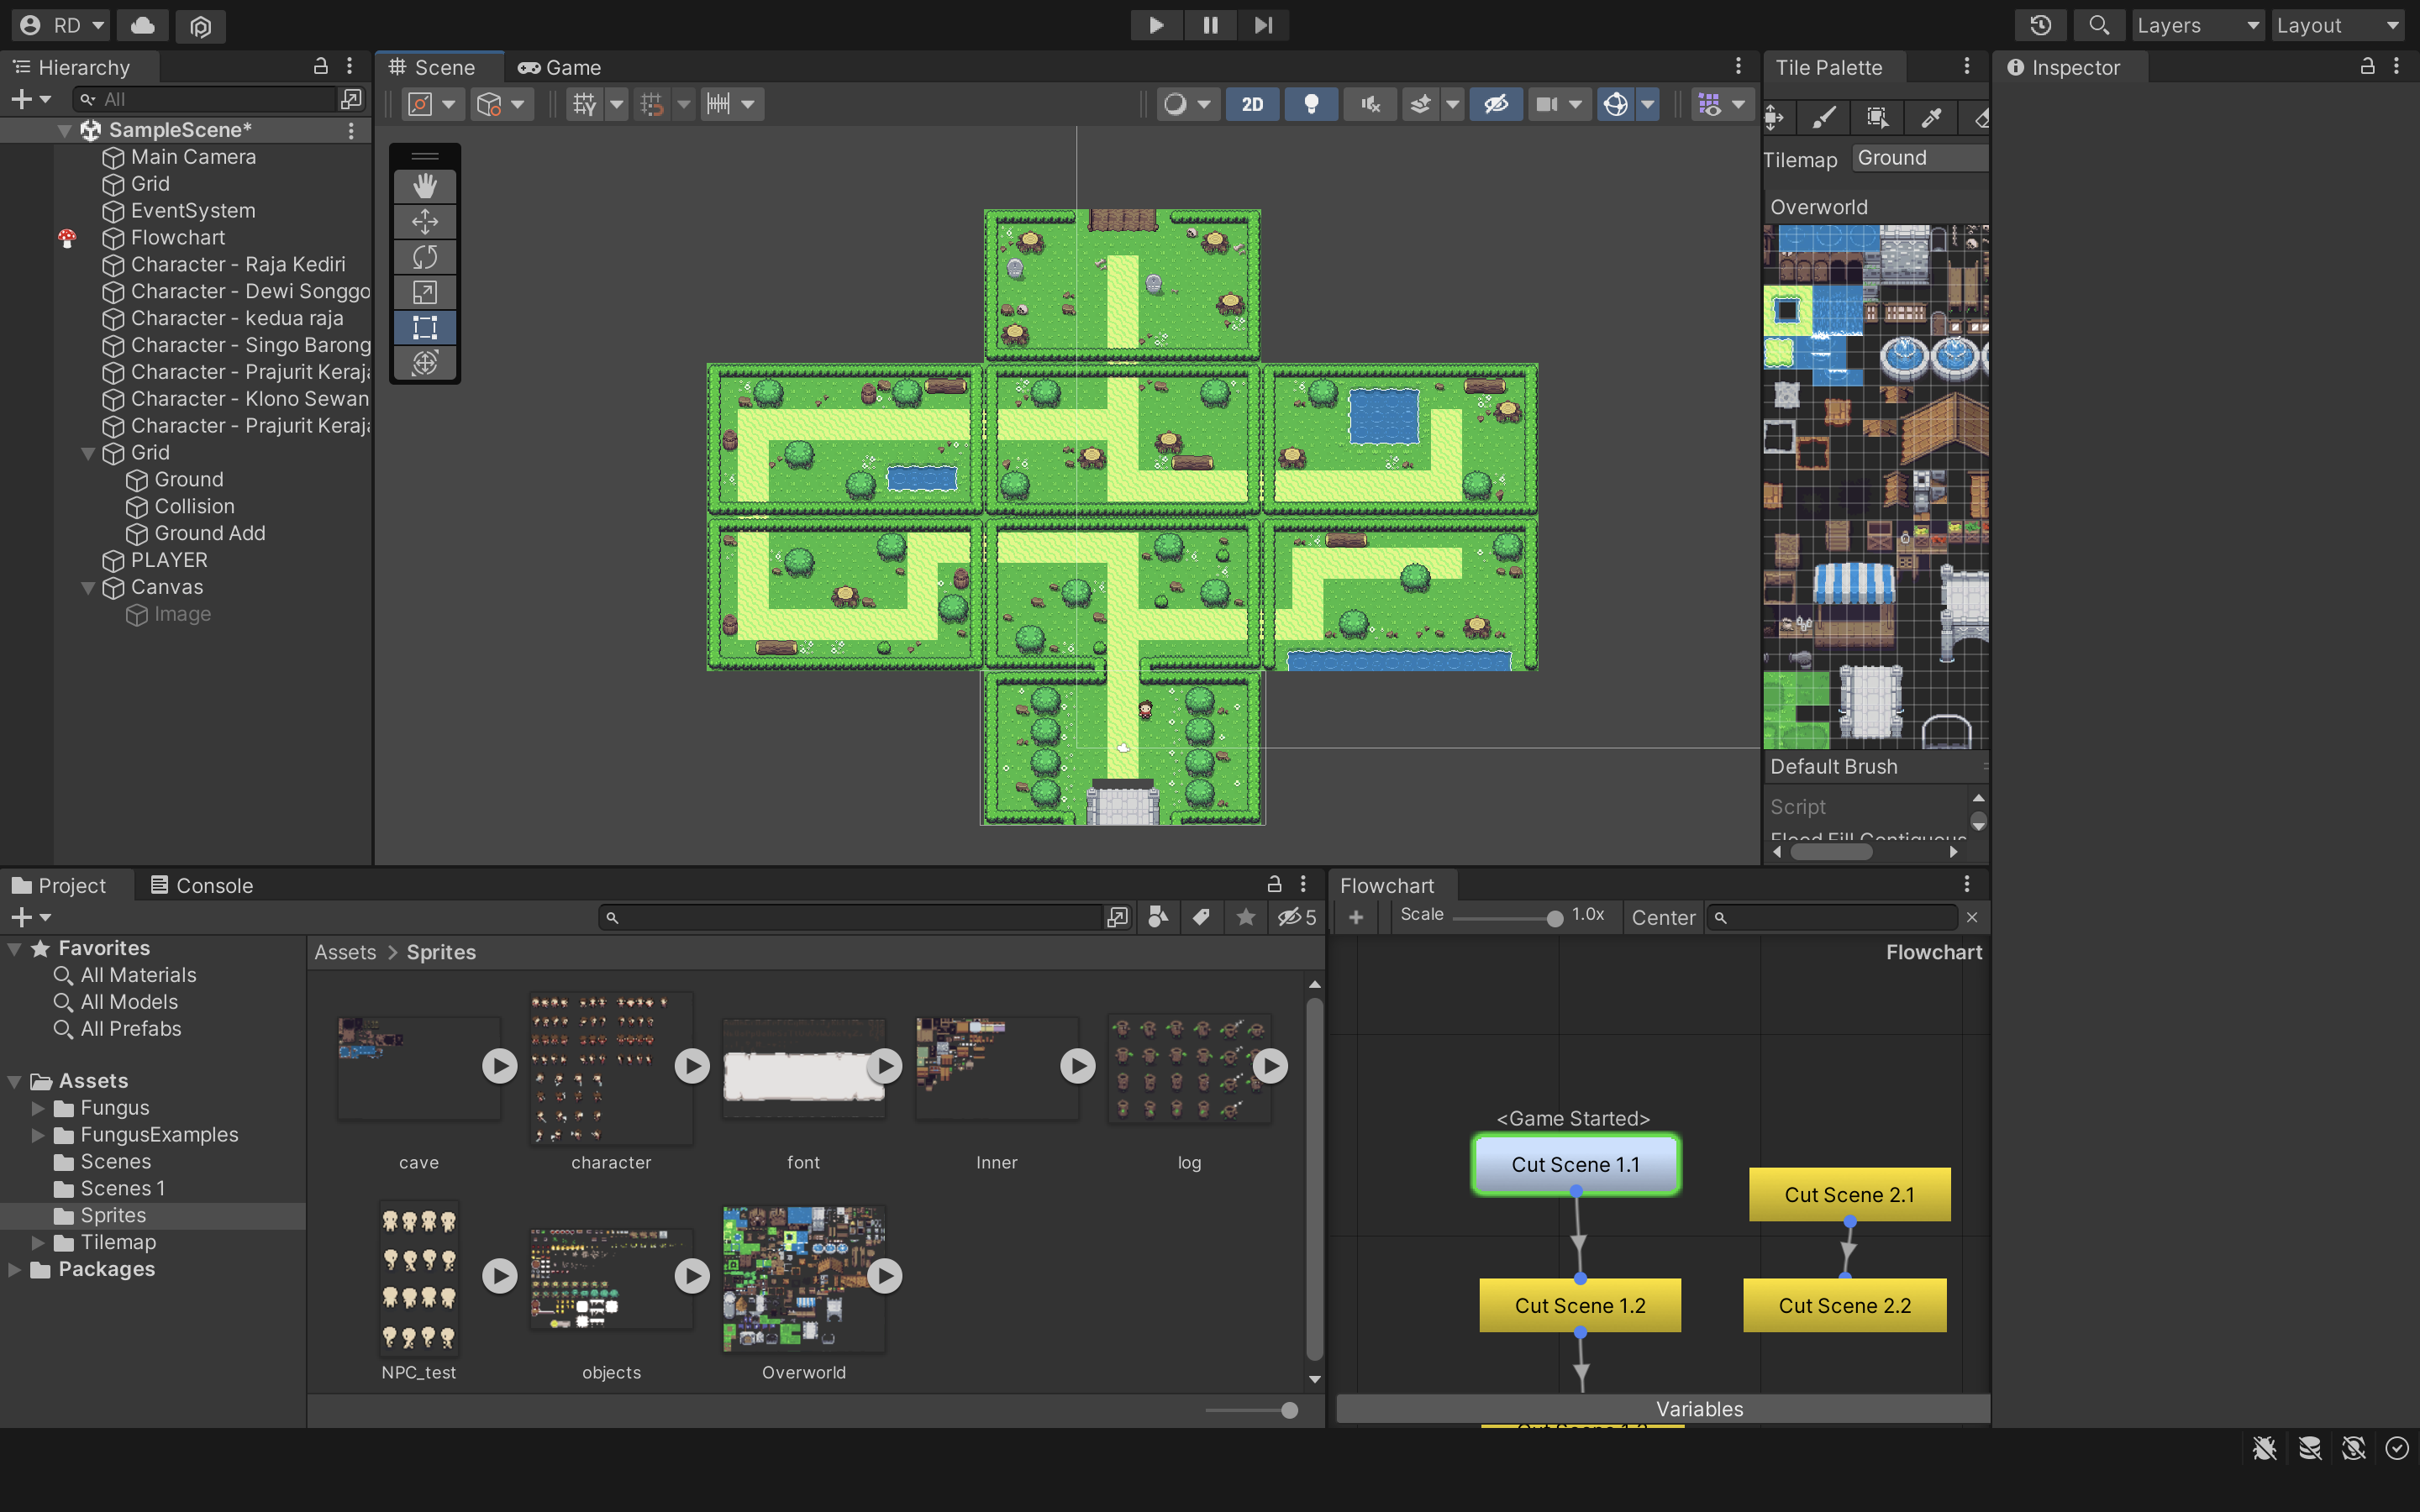 RD
Layers
Layout
Hierarchy
Scene
Game
Tile Palette
Inspector
All
2D
SampleScene*
Main Camera
Grid
EventSystem
Flowchart
Character - Raja Kediri
Character - Dewi Songgo
Character - kedua raja
Character - Singo Barong
Character - Prajurit Keraja
Character - Klono Sewan
Character - Prajurit Keraja
Grid
Ground
Collision
Ground Add
PLAYER
Canvas
Image
Tilemap
Ground
Overworld
Default Brush
Script
Flood Fill Contiguous
Project
Console
5
Favorites
All Materials
All Models
All Prefabs
Assets
Fungus
FungusExamples
Scenes
Scenes 1
Sprites
Tilemap
Packages
Assets > Sprites
cave
character
font
Inner
log
NPC_test
objects
Overworld
Flowchart
Scale
1.0x
Center
Flowchart
<Game Started>
Cut Scene 1.1
Cut Scene 2.1
Cut Scene 1.2
Cut Scene 2.2
Variables